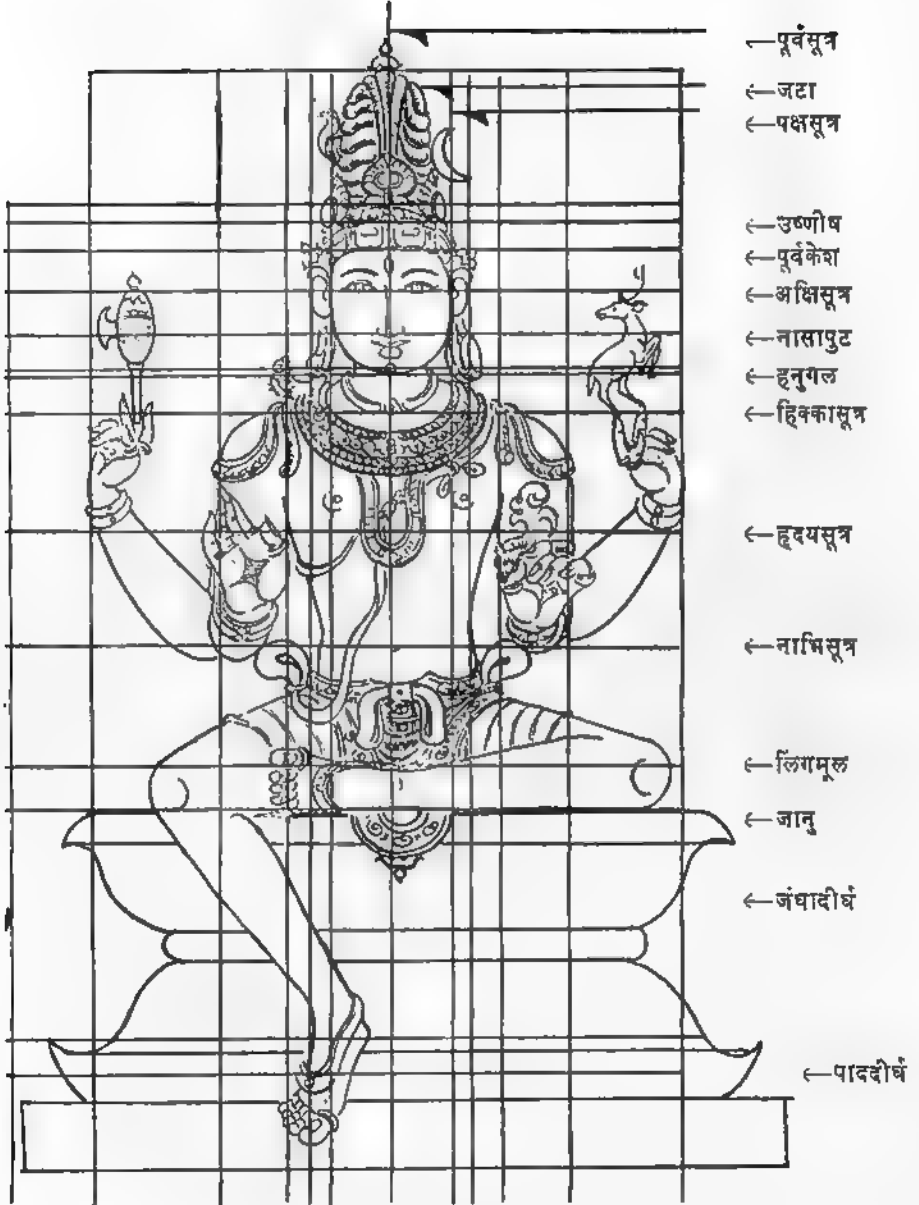 ←पूर्वसूत्र
←जटा
←पक्षसूत्र
←उष्णीष
←पूर्वकेश
←अक्षिसूत्र
←नासापुट
←हनुगल
←हिक्कासूत्र
←हृदयसूत्र
←नाभिसूत्र
←लिंगमूल
←जानु
←जंघादीर्घ
←पाददीर्घ